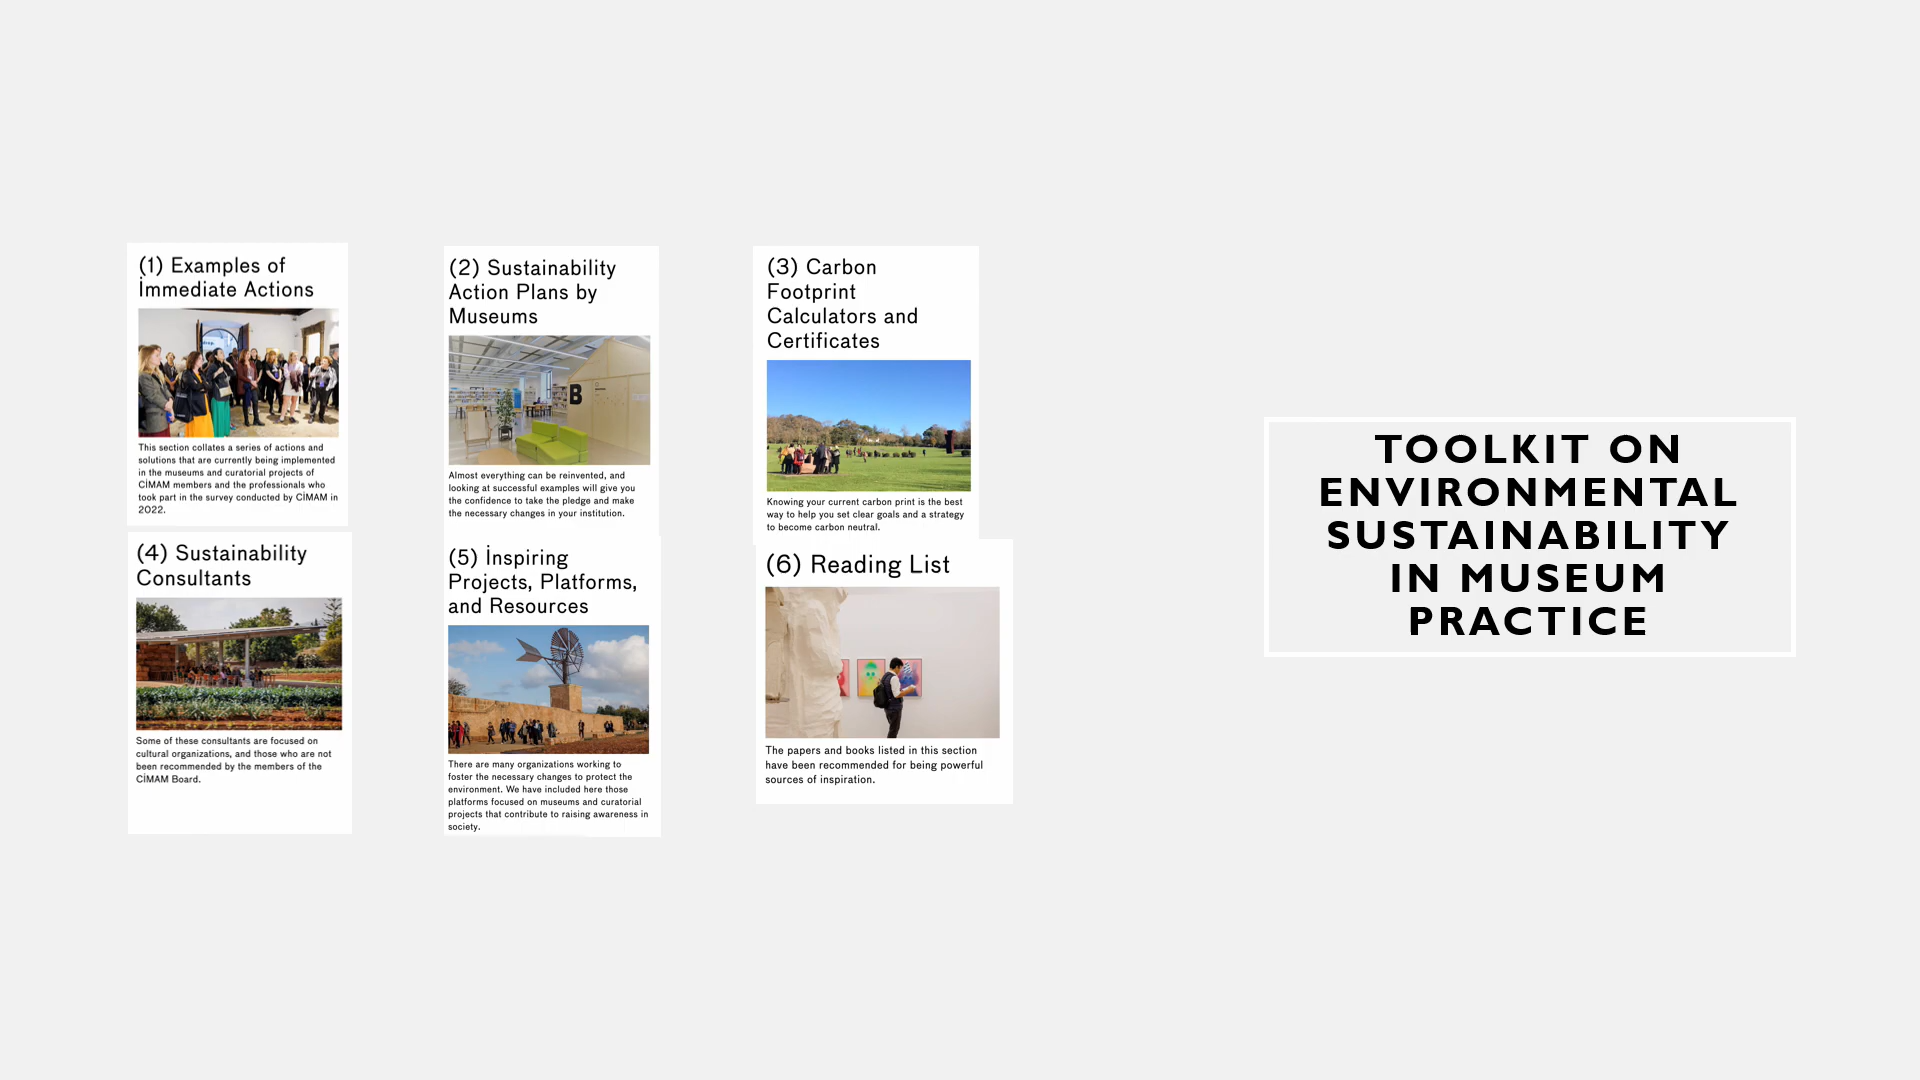 (1) Examples of
İmmediate Actions
This section collates a series of actions and
solutions that are currently being implemented
in the museums and curatorial projects of
CİMAM members and the professionals who
took part in the survey conducted by CİMAM in
2022.
(2) Sustainability
Action Plans by
Museums
B
Almost everything can be reinvented, and
looking at successful examples will give you
the confidence to take the pledge and make
the necessary changes in your institution.
(3) Carbon
Footprint
Calculators and
Certificates
Knowing your current carbon print is the best
way to help you set clear goals and a strategy
to become carbon neutral.
(4) Sustainability
Consultants
Some of these consultants are focused on
cultural organizations, and those who are not
been recommended by the members of the
CİMAM Board.
(5) İnspiring
Projects, Platforms,
and Resources
There are many organizations working to
foster the necessary changes to protect the
environment. We have included here those
platforms focused on museums and curatorial
projects that contribute to raising awareness in
society.
(6) Reading List
The papers and books listed in this section
have been recommended for being powerful
sources of inspiration.
TOOLKIT ON
ENVIRONMENTAL
SUSTAINABILITY
IN MUSEUM
PRACTICE